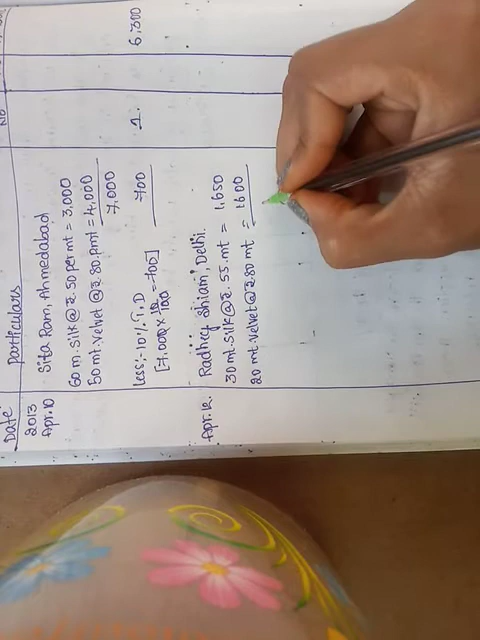 Date Particulars No
2013
Apr.10 Sita Ram, Ahmedabad
60 m. Silk @ ₹. 50 per mt = 3,000
50 mt. Velvet @ ₹. 80 Pmt = 4,000
7,000
Less:- 10% T.D 700 1. 6,300
[7,000 × 10/100 = 700]
Apr.12 Radhey Shiam, Delhi.
30 mt. Silk @ ₹. 55. mt = 1,650
20 mt. Velvet @ ₹. 80 mt = 1600